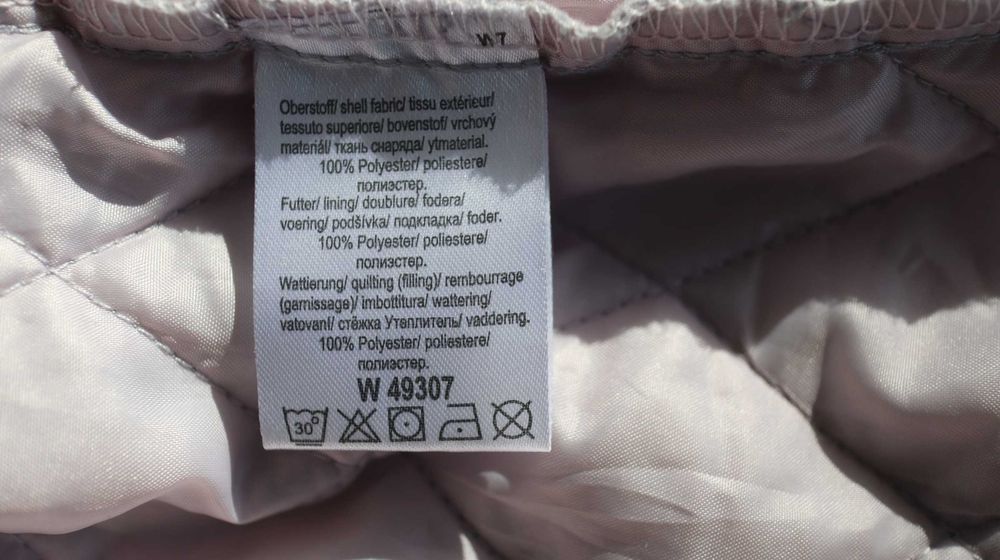 W 7
Oberstoff/ shell fabric/ tissu extérieur/
tessuto superiore/ bovenstof/ vrchový
materiál/ ткань снаряда/ ytmaterial.
100% Polyester/ poliestere/
полиэстер.
Futter/ lining/ doublure/ fodera/
voering/ podšívka/ подкладка/ foder.
100% Polyester/ poliestere/
полиэстер.
Wattierung/ quilting (filling)/ rembourrage
(garnissage)/ imbottitura/ wattering/
vatovaní/ стёжка Утеплитель/ vaddering.
100% Polyester/ poliestere/
полиэстер.
W 49307
30°